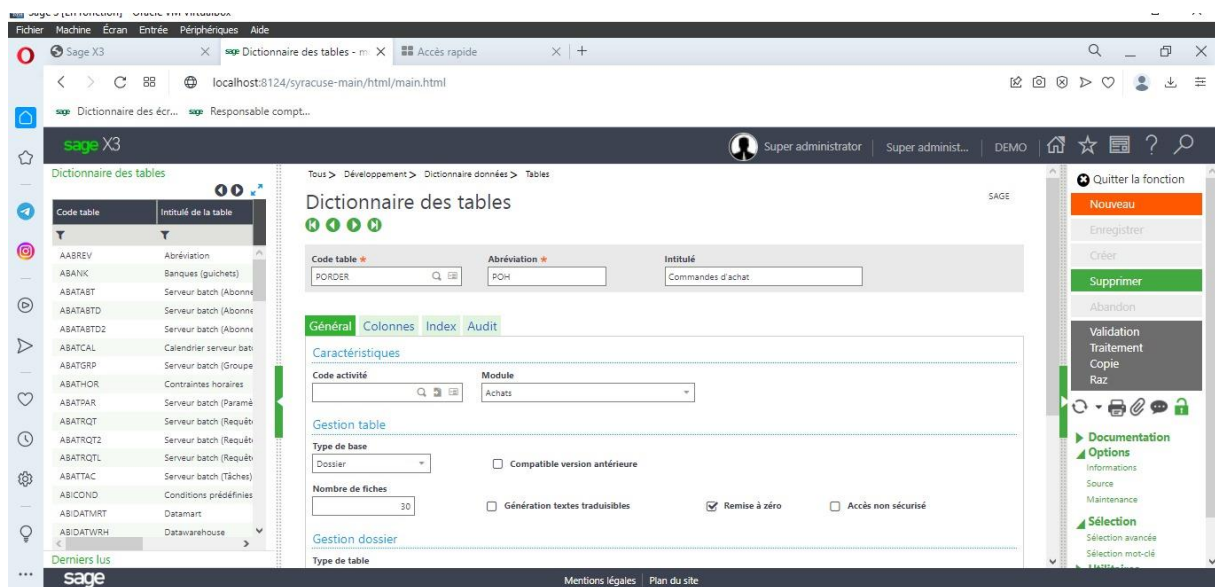 Fichier Machine Écran Entrée Périphériques Aide
Sage X3
sage Dictionnaire des tables - m
Accès rapide
localhost:8124/syracuse-main/html/main.html
sage Dictionnaire des écr... sage Responsable compt...
sage X3
Super administrator
Super administ...
DEMO
Dictionnaire des tables
Code table Intitulé de la table
AABREV Abréviation
ABANK Banques (guichets)
ABATABT Serveur batch (Abonne
ABATABTD Serveur batch (Abonne
ABATABTD2 Serveur batch (Abonne
ABATCAL Calendrier serveur bat
ABATGRP Serveur batch (Groupe
ABATHOR Contraintes horaires
ABATPAR Serveur batch (Paramè
ABATRQT Serveur batch (Requêt
ABATRQT2 Serveur batch (Requêt
ABATRQTL Serveur batch (Requêt
ABATTAC Serveur batch (Tâches)
ABICOND Conditions prédéfinies
ABIDATMRT Datamart
ABIDATWRH Datawarehouse
Derniers lus
Tous > Développement > Dictionnaire données > Tables
Dictionnaire des tables
SAGE
Code table * Abréviation * Intitulé
PORDER POH Commandes d'achat
Général Colonnes Index Audit
Caractéristiques
Code activité Module
Achats
Gestion table
Type de base
Dossier
Compatible version antérieure
Nombre de fiches
30
Génération textes traduisibles
Remise à zéro
Accès non sécurisé
Gestion dossier
Type de table
Quitter la fonction
Nouveau
Enregistrer
Créer
Supprimer
Abandon
Validation
Traitement
Copie
Raz
Documentation
Options
Informations
Source
Maintenance
Sélection
Sélection avancée
Sélection mot-clé
sage
Mentions légales | Plan du site